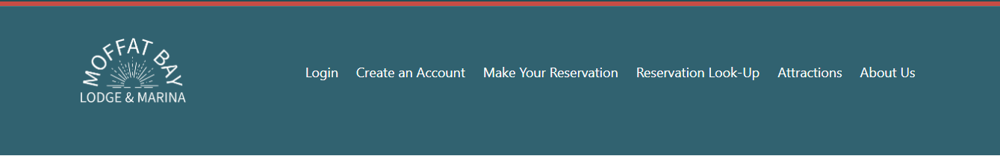 MOFFAT BAY
LODGE & MARINA
Login Create an Account Make Your Reservation Reservation Look-Up Attractions About Us